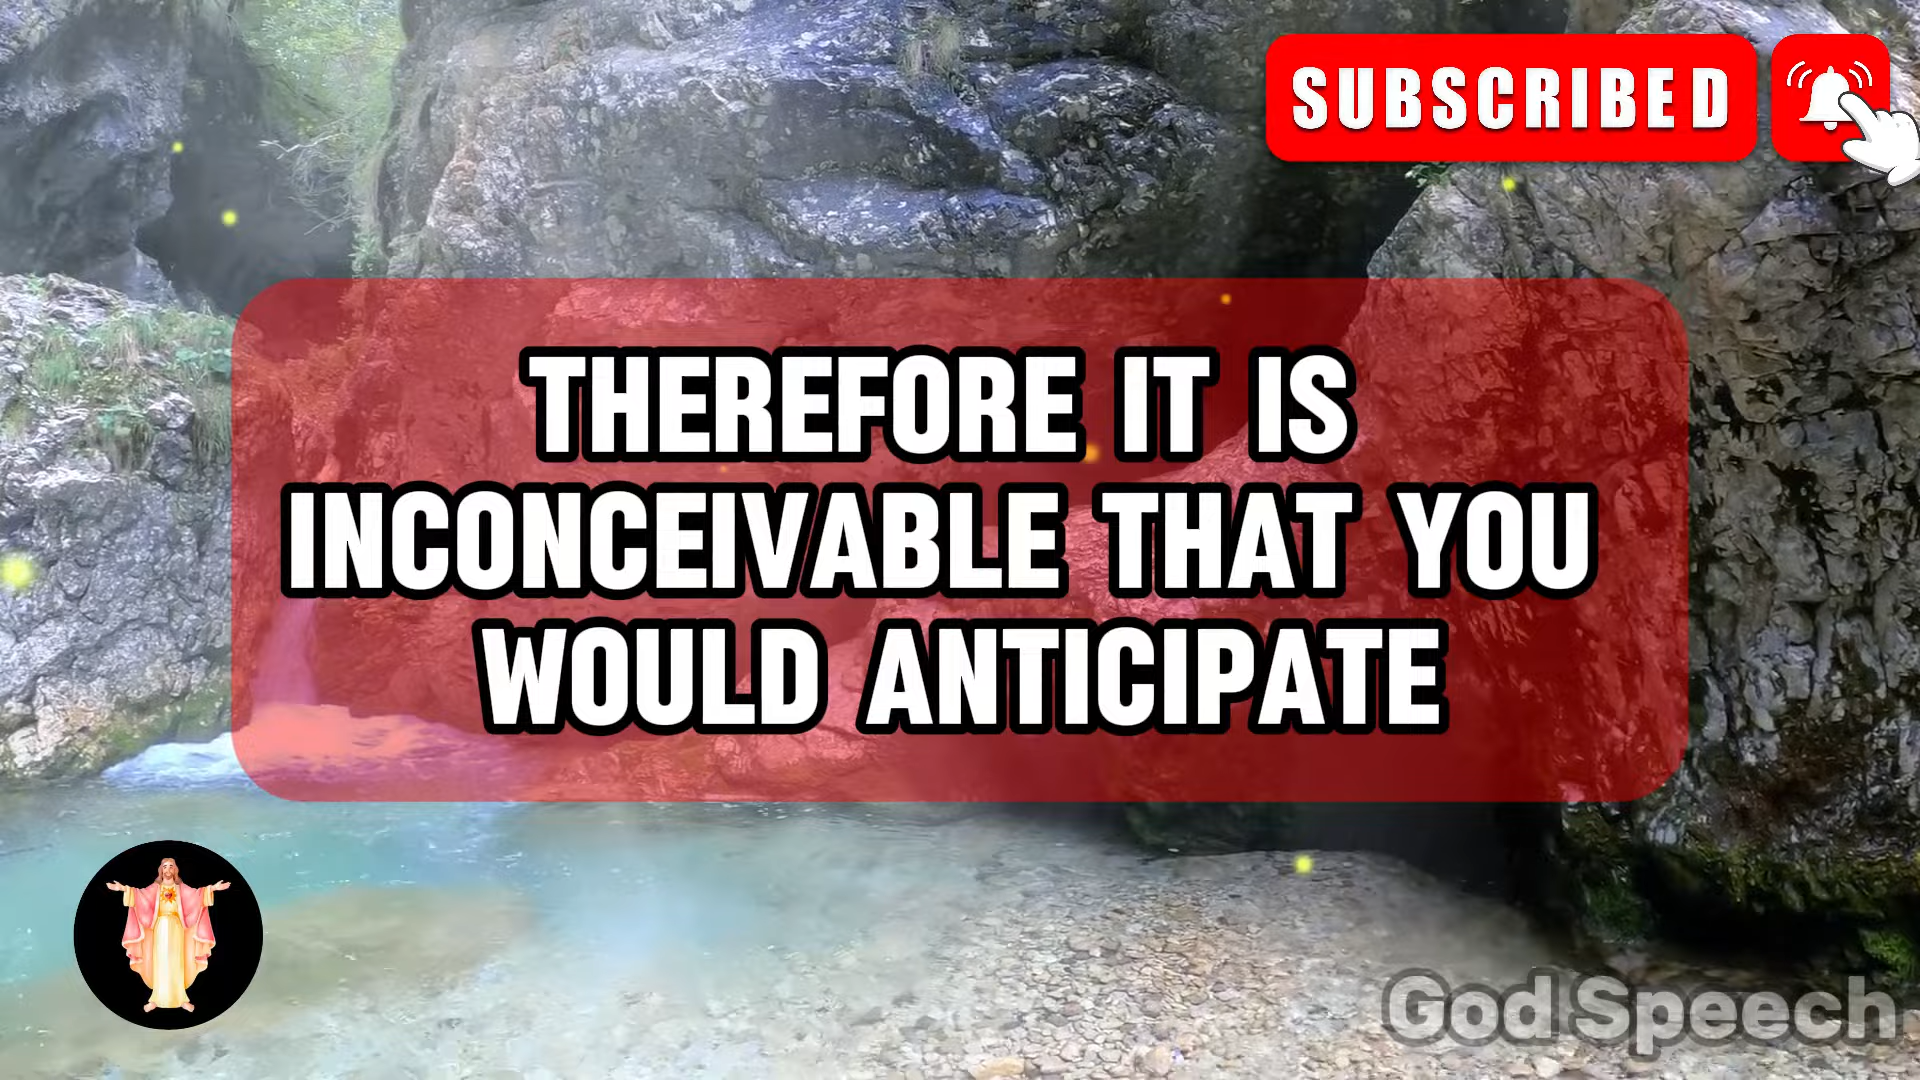 SUBSCRIBED
THEREFORE IT IS
INCONCEIVABLE THAT YOU
WOULD ANTICIPATE
God Speech